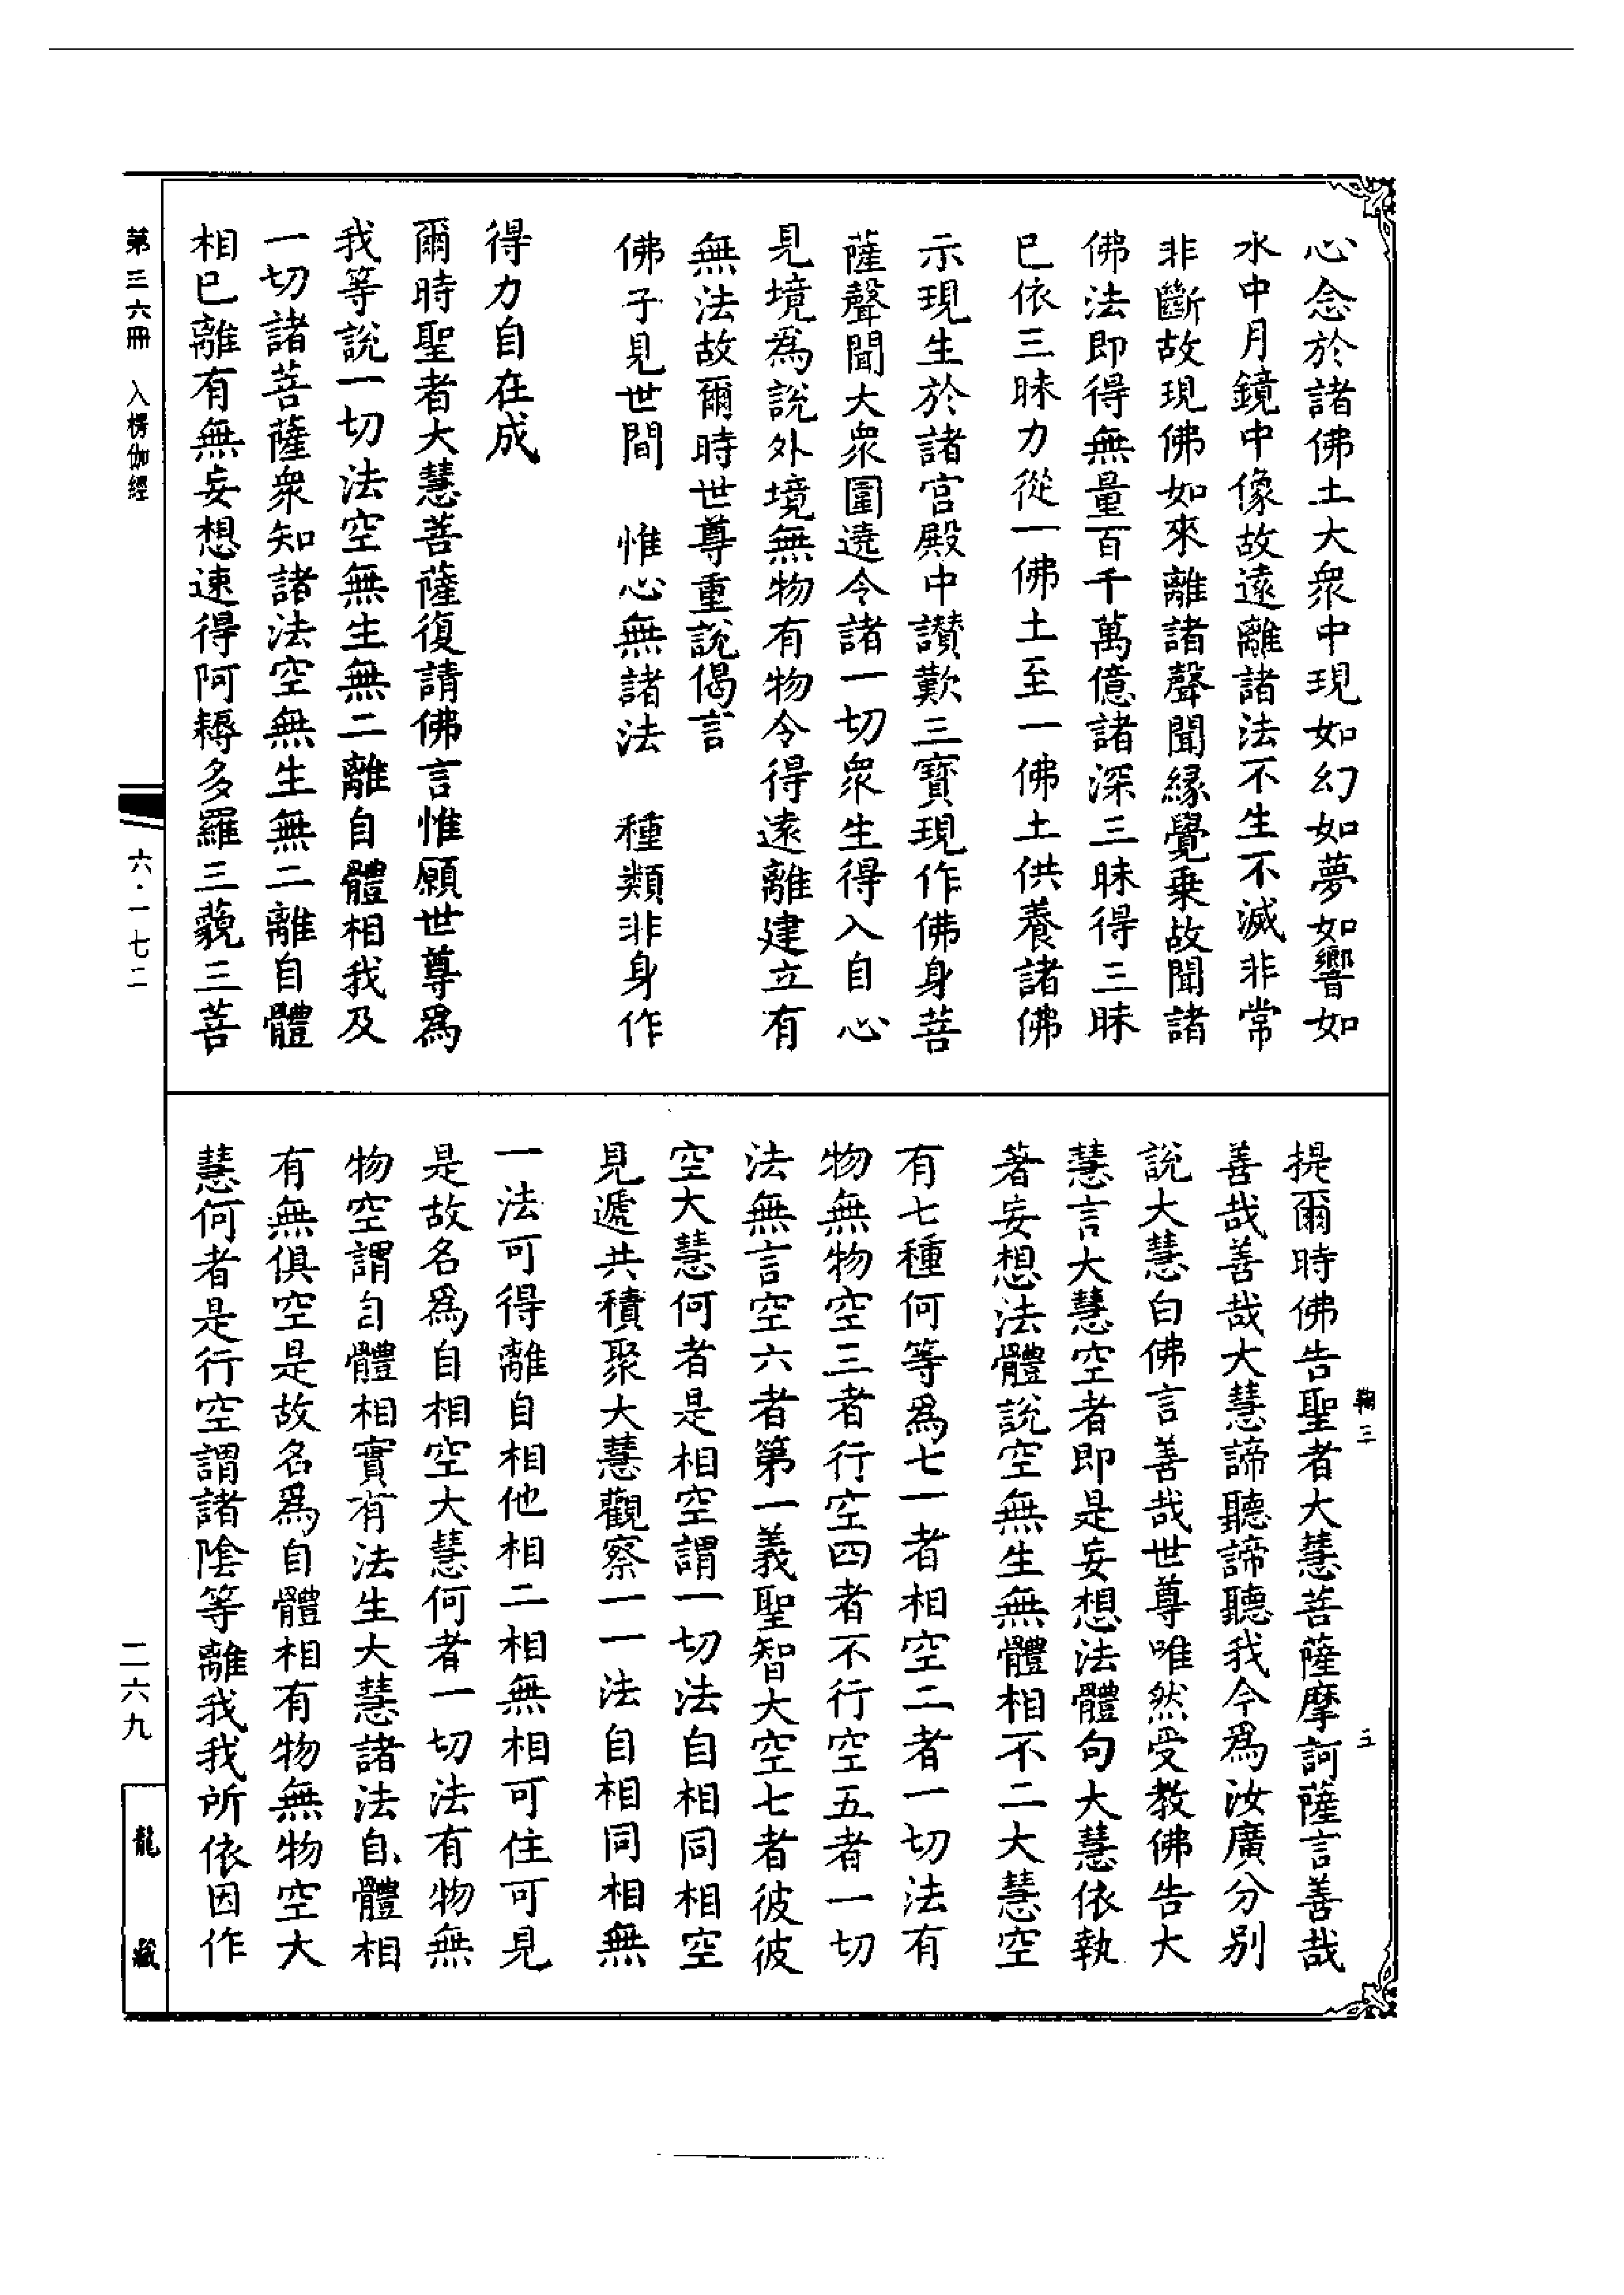 心念於諸佛土大衆中現如幻如夢如響如
水中月鏡中像故遠離諸法不生不滅非常
非斷故現佛如來離諸聲聞緣覺乘故聞諸
佛法即得無量百千萬億諸深三昧得三昧
已依三昧力從一佛土至一佛土供養諸佛
示現生於諸宮殿中讚歎三寶現作佛身菩
薩聲聞大衆圍遶令諸一切衆生得入自心
見境爲說外境無物有物令得遠離建立有
無法故爾時世尊重說偈言
佛子見世間　惟心無諸法　種類非身作
得力自在成
爾時聖者大慧菩薩復請佛言惟願世尊爲
我等說一切法空無生無二離自體相我及
一切諸菩薩衆知諸法空無生無二離自體
相已離有無妄想速得阿耨多羅三藐三菩
提爾時佛告聖者大慧菩薩摩訶薩言善哉
善哉善哉大慧諦聽諦聽我今爲汝廣分別
說大慧白佛言善哉世尊唯然受教佛告大
慧言大慧空者即是妄想法體句大慧依執
著妄想法體說空無生無體相不二大慧空
有七種何等爲七一者相空二者一切法有
物無物空三者行空四者不行空五者一切
法無言空六者第一義聖智大空七者彼彼
空大慧何者是相空謂一切法自相同相空
見遞共積聚大慧觀察一一法自相同相無
一法可得離自相他相二相無相可住可見
是故名爲自相空大慧何者一切法有物無
物空謂自體相實有法生大慧諸法自體相
有無俱空是故名爲自體相有物無物空大
慧何者是行空謂諸陰等離我我所依因作
鞠三
三
第三六冊　入楞伽經
六·一七二
二六九
龍藏